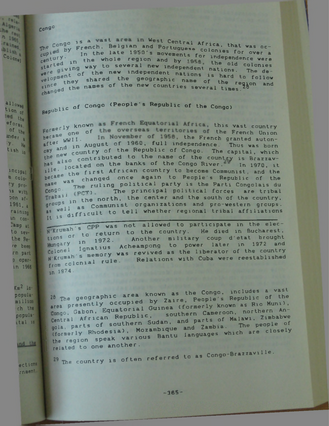 Congo
The Congo is a vast area in West Central Africa, that was oc-
cupied by French, Belgian and Portuguese colonies for over a
century. In the late 1950's movements for independence were
started in the whole region and by 1958, the old colonies
were giving way to several new independent nations. The de-
velopment of the new independent nations is hard to follow
since they shared the geographic name of the region and
changed the names of the new countries several times.
Republic of Congo (People's Republic of the Congo)
Formerly known as French Equatorial Africa, this vast country
became one of the overseas territories of the French Union
after WWII. In November of 1958, the French granted auton-
omy and in August of 1960, full independence. Thus was born
the new country of the Republic of Congo. The capital, which
also contributed to the name of the country is Brazzav-
ille, located on the banks of the Congo River. In 1970, it
became the first African country to become Communist, and the
name was changed once again to People's Republic of the
Congo. The ruling political party is the Parti Congolais du
Travail (PCT). The principal political forces are tribal
groups in the north, the center and the south of the country,
as well as Communist organizations and pro-western groups.
It is difficult to tell whether regional tribal affiliations
N'Krumah's CPP was not allowed to participate in the elec-
tions or to return to the country. He died in Bucharest,
in 1972. Another military coup d'etat brought
Colonel Ignatius Acheampong to power later in 1972 and
N'Krumah's memory was revived as the liberator of the country
from colonial rule. Relations with Cuba were reestablished
in 1974.
28 The geographic area known as the Congo, includes a vast
area presently occupied by Zaire, People's Republic of the
Congo, Gabon, Equatorial Guinea (formerly known as Rio Muni),
Central African Republic, southern Cameroon, northern An-
gola, parts of southern Sudan, and parts of Malawi, Zimbabwe
(formerly Rhodesia), Mozambique and Zambia. The people of
the region speak various Bantu languages which are closely
related to one another.
29 The country is often referred to as Congo-Brazzaville.
-385-